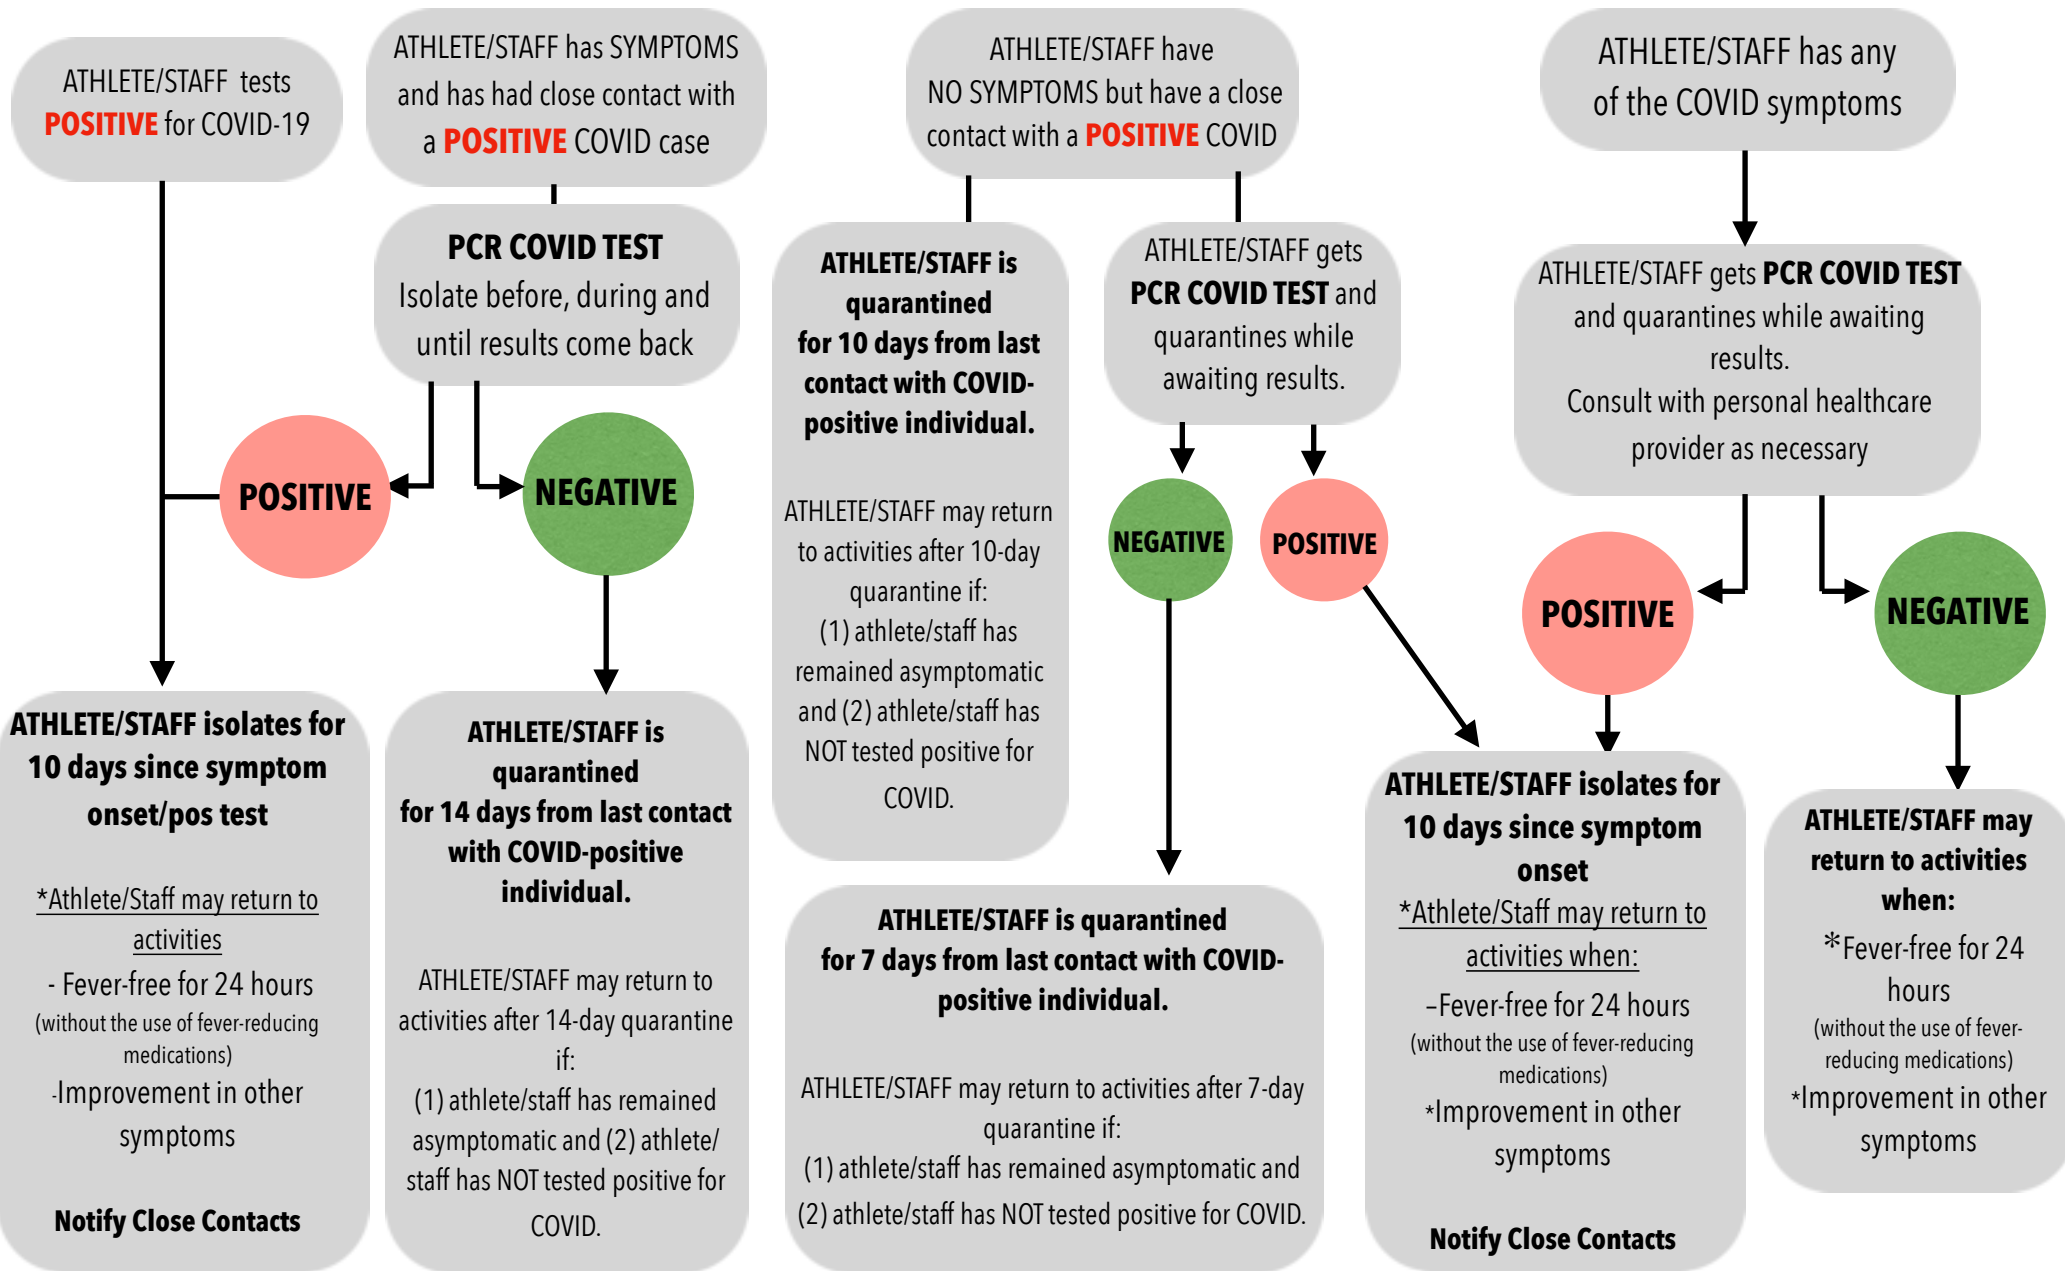 ATHLETE/STAFF tests
POSITIVE for COVID-19
ATHLETE/STAFF has SYMPTOMS
and has had close contact with
a POSITIVE COVID case
ATHLETE/STAFF have
NO SYMPTOMS but have a close
contact with a POSITIVE COVID
ATHLETE/STAFF has any
of the COVID symptoms
PCR COVID TEST
Isolate before, during and
until results come back
ATHLETE/STAFF is
quarantined
for 10 days from last
contact with COVID-
positive individual.
ATHLETE/STAFF may return
to activities after 10-day
quarantine if:
(1) athlete/staff has
remained asymptomatic
and (2) athlete/staff has
NOT tested positive for
COVID.
ATHLETE/STAFF gets
PCR COVID TEST and
quarantines while
awaiting results.
ATHLETE/STAFF gets PCR COVID TEST
and quarantines while awaiting
results.
Consult with personal healthcare
provider as necessary
POSITIVE
NEGATIVE
NEGATIVE
POSITIVE
POSITIVE
NEGATIVE
ATHLETE/STAFF isolates for
10 days since symptom
onset/pos test
*Athlete/Staff may return to
activities
- Fever-free for 24 hours
(without the use of fever-reducing
medications)
-Improvement in other
symptoms
Notify Close Contacts
ATHLETE/STAFF is
quarantined
for 14 days from last contact
with COVID-positive
individual.
ATHLETE/STAFF may return to
activities after 14-day quarantine
if:
(1) athlete/staff has remained
asymptomatic and (2) athlete/
staff has NOT tested positive for
COVID.
ATHLETE/STAFF is quarantined
for 7 days from last contact with COVID-
positive individual.
ATHLETE/STAFF may return to activities after 7-day
quarantine if:
(1) athlete/staff has remained asymptomatic and
(2) athlete/staff has NOT tested positive for COVID.
ATHLETE/STAFF isolates for
10 days since symptom
onset
*Athlete/Staff may return to
activities when:
–Fever-free for 24 hours
(without the use of fever-reducing
medications)
*Improvement in other
symptoms
Notify Close Contacts
ATHLETE/STAFF may
return to activities
when:
*Fever-free for 24
hours
(without the use of fever-
reducing medications)
*Improvement in other
symptoms